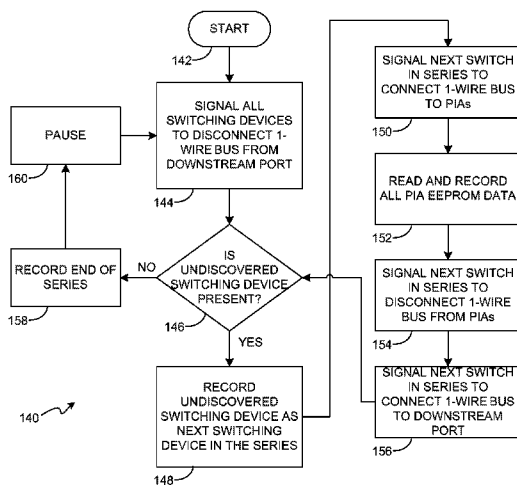 START
142
SIGNAL ALL
SWITCHING DEVICES
TO DISCONNECT 1-
WIRE BUS FROM
DOWNSTREAM PORT
144
IS
UNDISCOVERED
SWITCHING DEVICE
PRESENT?
146
NO
YES
RECORD
UNDISCOVERED
SWITCHING DEVICE AS
NEXT SWITCHING
DEVICE IN THE SERIES
148
SIGNAL NEXT SWITCH
IN SERIES TO
CONNECT 1-WIRE BUS
TO PIAs
150
READ AND RECORD
ALL PIA EEPROM DATA
152
SIGNAL NEXT SWITCH
IN SERIES TO
DISCONNECT 1-WIRE
BUS FROM PIAs
154
SIGNAL NEXT SWITCH
IN SERIES TO
CONNECT 1-WIRE BUS
TO DOWNSTREAM
PORT
156
RECORD END OF
SERIES
158
PAUSE
160
140